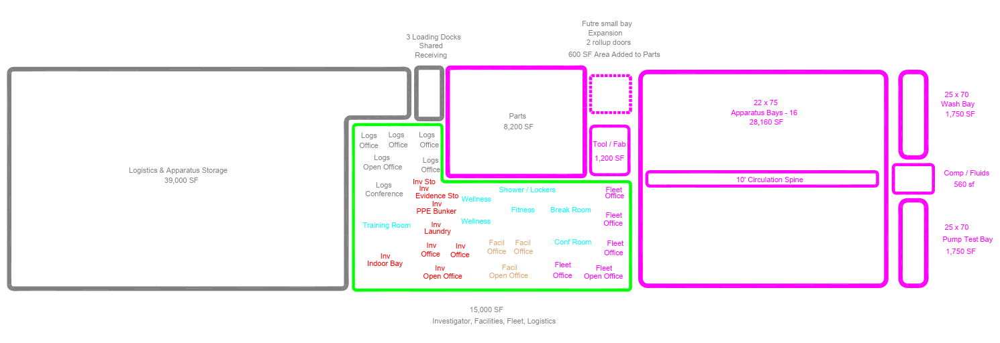 Futre small bay
Expansion
2 rollup doors
600 SF Area Added to Parts
3 Loading Docks
Shared
Receiving
Logistics & Apparatus Storage
39,000 SF
Parts
8,200 SF
Tool / Fab
1,200 SF
22 x 75
Apparatus Bays - 16
28,160 SF
10' Circulation Spine
25 x 70
Wash Bay
1,750 SF
Comp / Fluids
560 sf
25 x 70
Pump Test Bay
1,750 SF
Logs
Office
Logs
Office
Logs
Office
Logs
Open Office
Logs
Office
Logs
Conference
Inv Sto
Inv
Evidence Sto
Inv
PPE Bunker
Inv
Laundry
Training Room
Wellness
Wellness
Shower / Lockers
Fitness
Break Room
Conf Room
Fleet
Office
Fleet
Office
Fleet
Office
Inv
Indoor Bay
Inv
Office
Inv
Office
Inv
Open Office
Facil
Office
Facil
Office
Facil
Open Office
Fleet
Office
Fleet
Open Office
15,000 SF
Investigator, Facilities, Fleet, Logistics